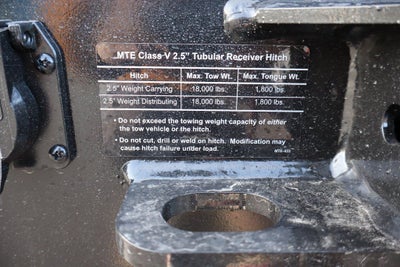 MTE Class V 2.5" Tubular Receiver Hitch
Hitch Max. Tow Wt. Max. Tongue Wt.
2.5" Weight Carrying 18,000 lbs. 1,800 lbs.
2.5" Weight Distributing 18,000 lbs. 1,800 lbs.
• Do not exceed the towing weight capacity of either
the tow vehicle or the hitch.
• Do not cut, drill or weld on hitch. Modification may
cause hitch failure under load.